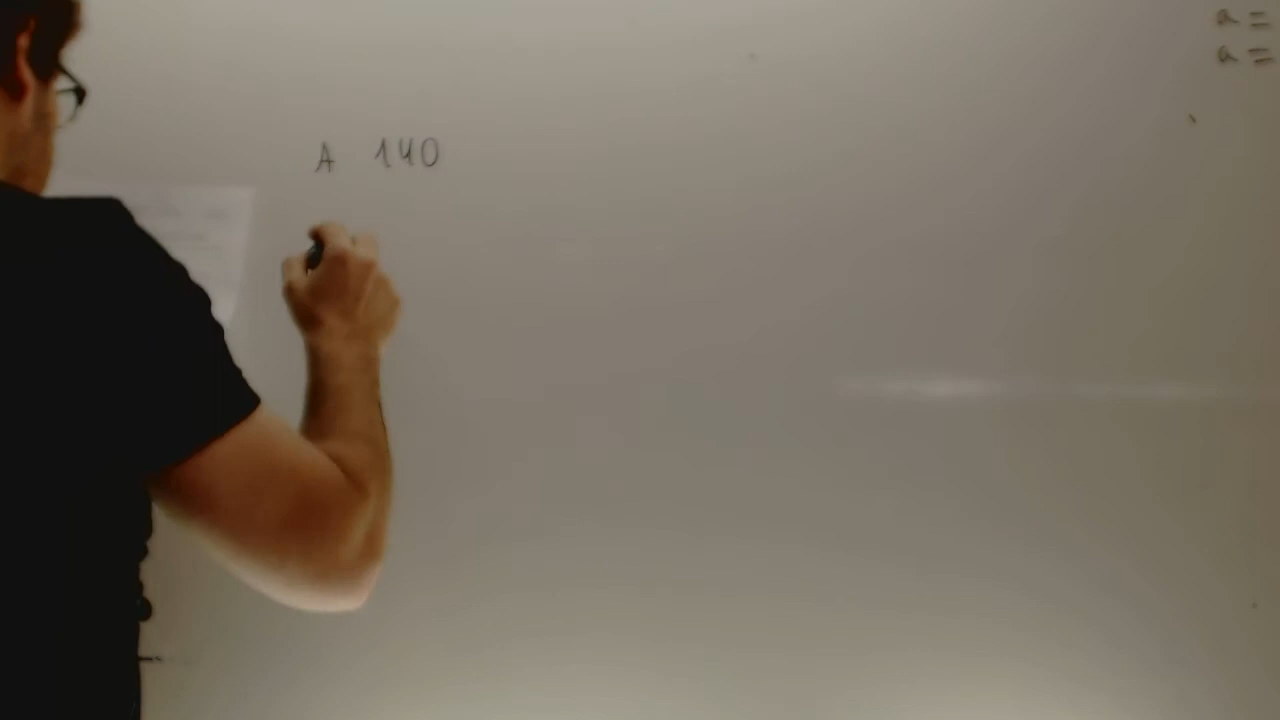 a =
a =
A 140